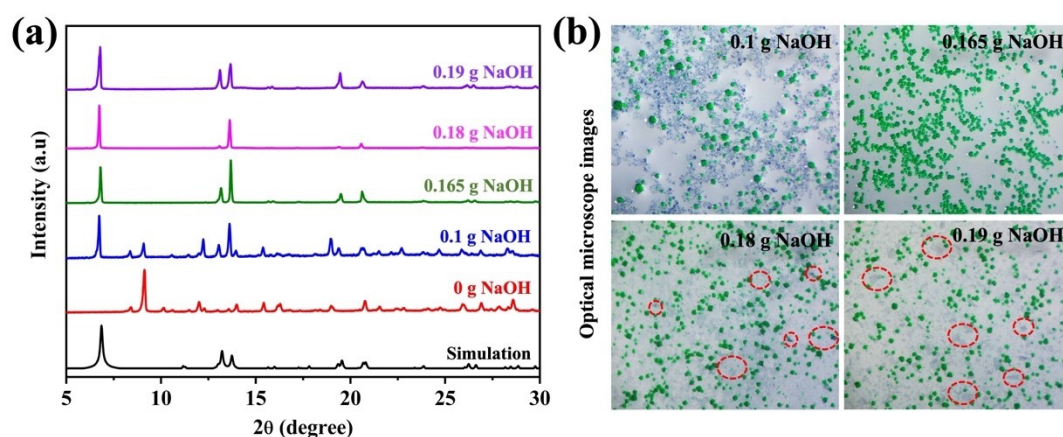 (a)
Intensity (a.u)
0.19 g NaOH
0.18 g NaOH
0.165 g NaOH
0.1 g NaOH
0 g NaOH
Simulation
5 10 15 20 25 30
2θ (degree)
(b)
Optical microscope images
0.1 g NaOH
0.165 g NaOH
0.18 g NaOH
0.19 g NaOH